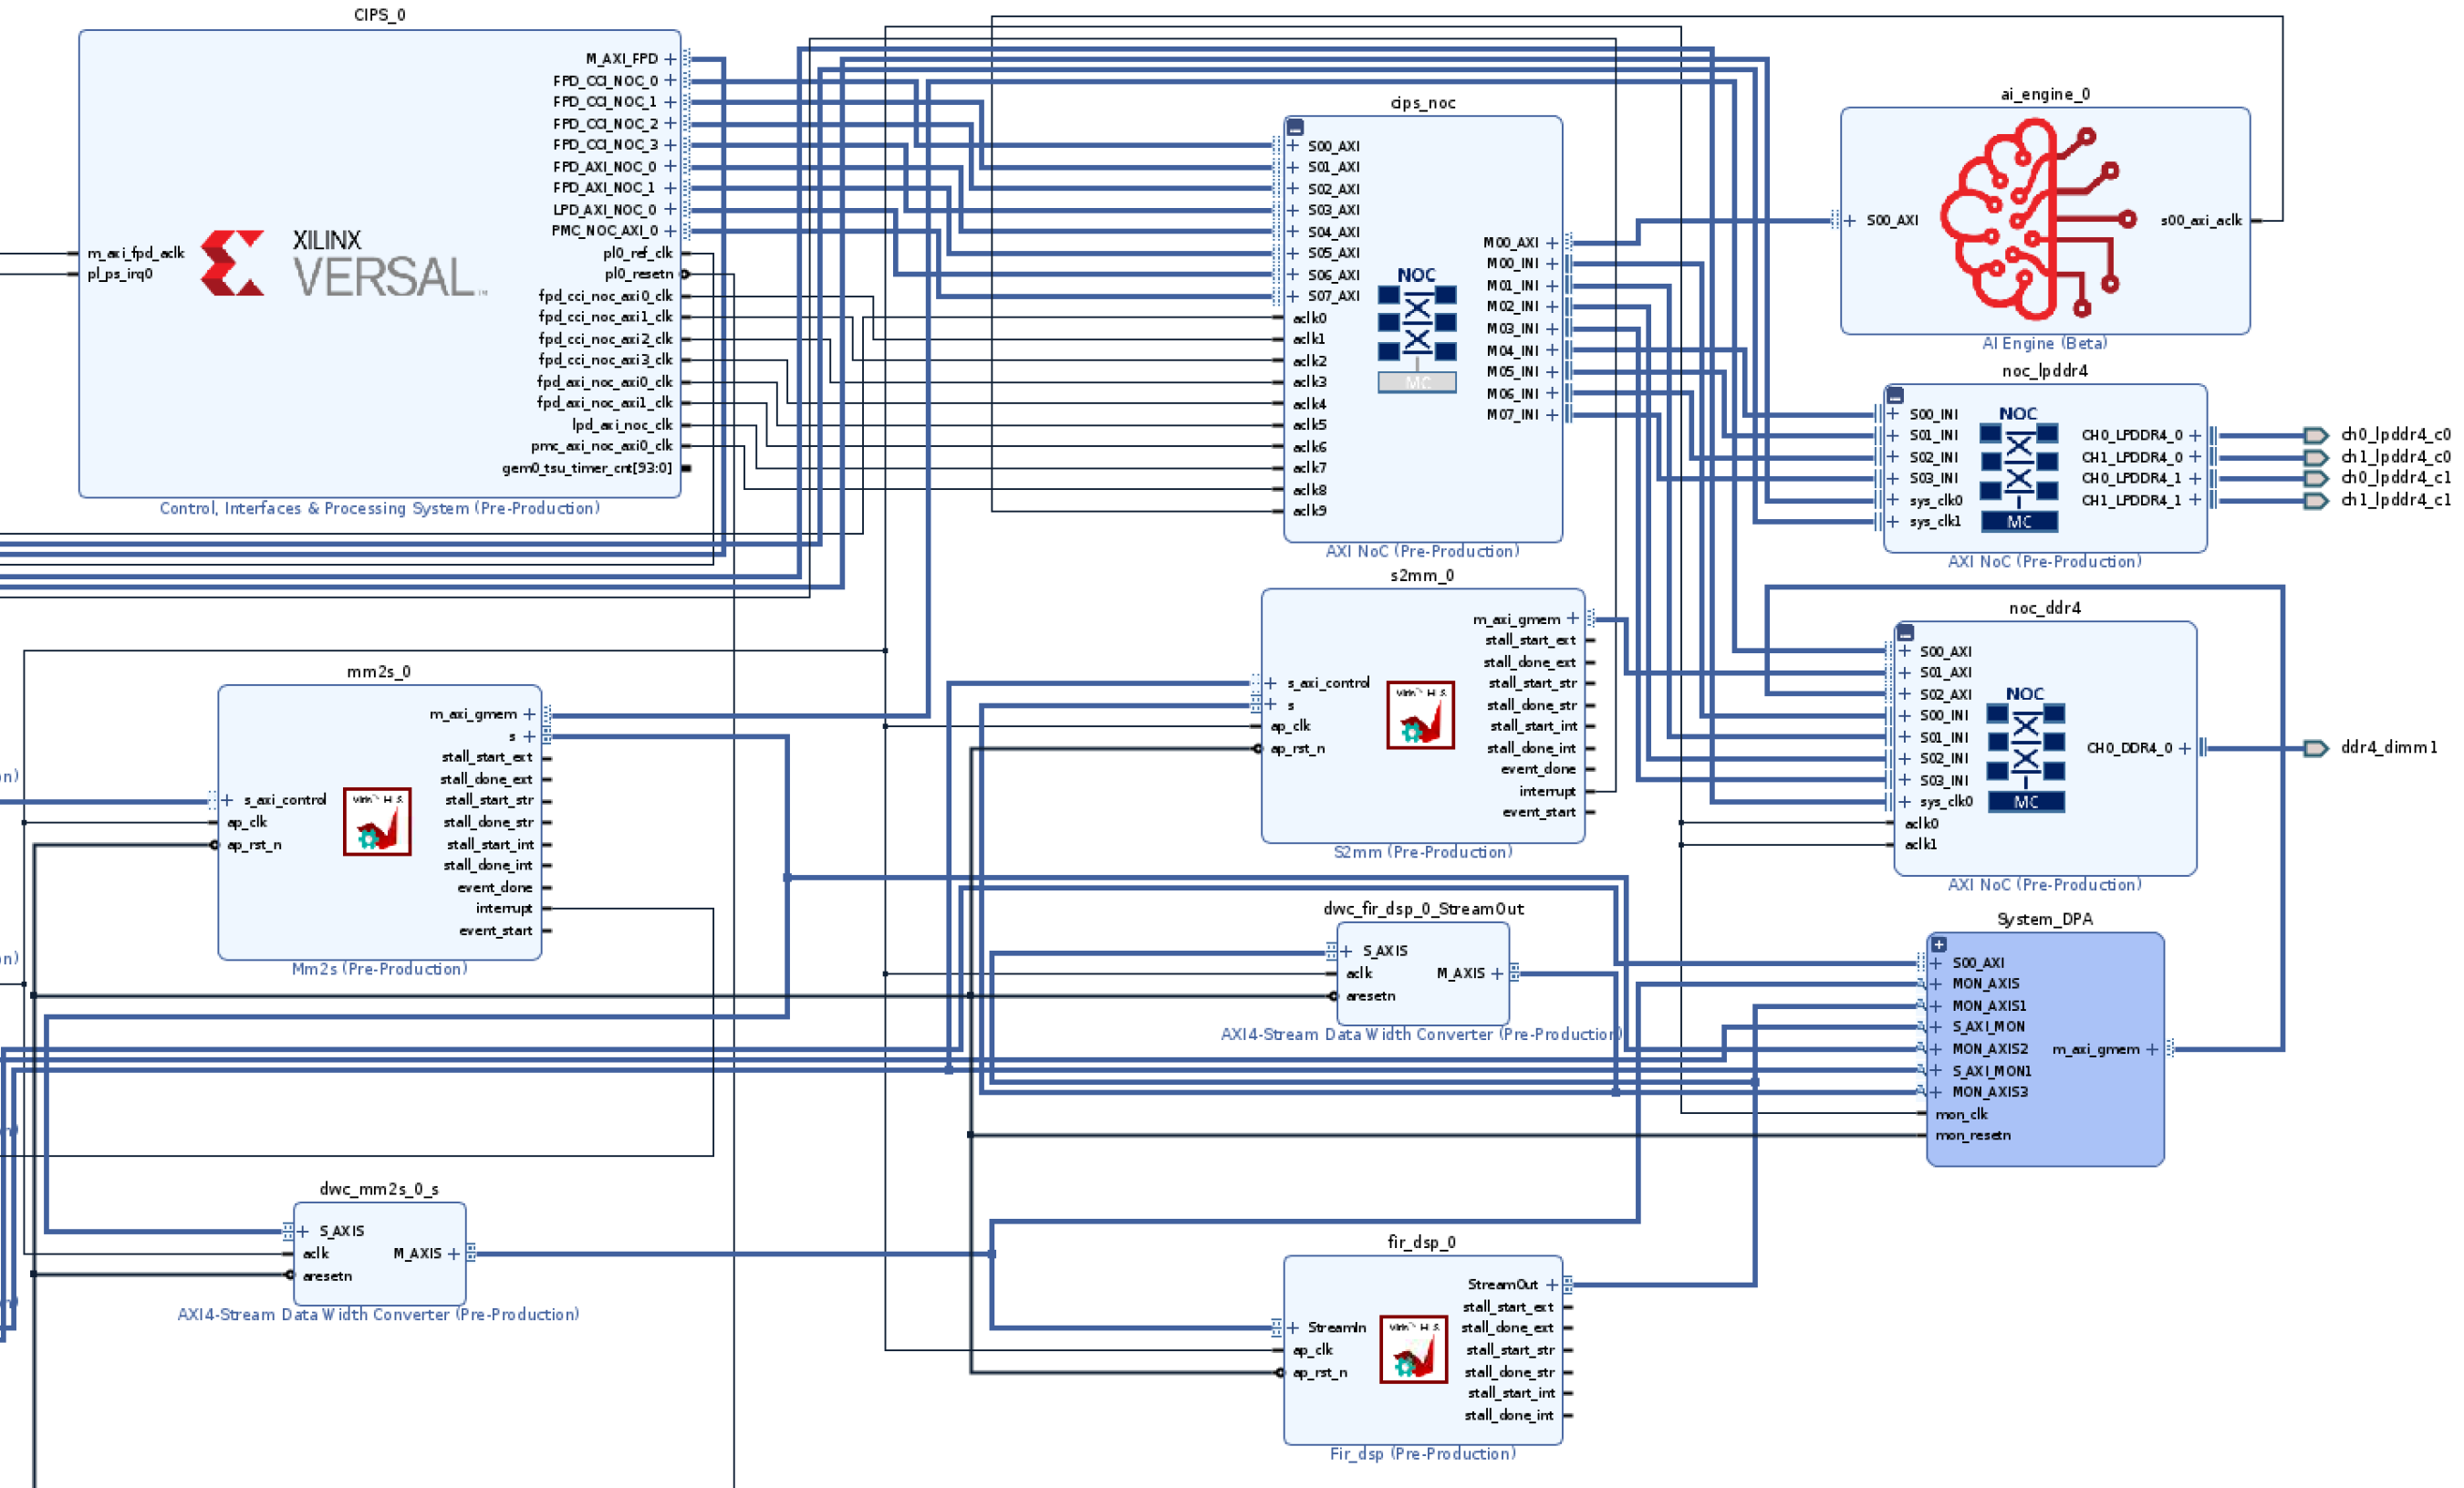 CIPS_0
M_AXI_FPD
FPD_CCI_NOC_0
FPD_CCI_NOC_1
FPD_CCI_NOC_2
FPD_CCI_NOC_3
FPD_AXI_NOC_0
FPD_AXI_NOC_1
LPD_AXI_NOC_0
PMC_NOC_AXI_0
m_axi_fpd_aclk
pl_ps_irq0
XILINX
VERSAL
pl0_ref_clk
pl0_resetn
fpd_cci_noc_axi0_clk
fpd_cci_noc_axi1_clk
fpd_cci_noc_axi2_clk
fpd_cci_noc_axi3_clk
fpd_axi_noc_axi0_clk
fpd_axi_noc_axi1_clk
lpd_axi_noc_clk
pmc_axi_noc_axi0_clk
gem0_tsu_timer_cnt[93:0]
Control, Interfaces & Processing System (Pre-Production)
cips_noc
S00_AXI
S01_AXI
S02_AXI
S03_AXI
S04_AXI
S05_AXI
S06_AXI
S07_AXI
aclk0
aclk1
aclk2
aclk3
aclk4
aclk5
aclk6
aclk7
aclk8
aclk9
NOC
MC
M00_AXI
M00_INI
M01_INI
M02_INI
M03_INI
M04_INI
M05_INI
M06_INI
M07_INI
AXI NoC (Pre-Production)
ai_engine_0
S00_AXI
s00_axi_aclk
AI Engine (Beta)
noc_lpddr4
S00_INI
S01_INI
S02_INI
S03_INI
sys_clk0
sys_clk1
NOC
MC
CH0_LPDDR4_0
CH1_LPDDR4_0
CH0_LPDDR4_1
CH1_LPDDR4_1
ch0_lpddr4_c0
ch1_lpddr4_c0
ch0_lpddr4_c1
ch1_lpddr4_c1
AXI NoC (Pre-Production)
s2mm_0
s_axi_control
s
ap_clk
ap_rst_n
m_axi_gmem
stall_start_ext
stall_done_ext
stall_start_str
stall_done_str
stall_start_int
stall_done_int
event_done
interrupt
event_start
S2mm (Pre-Production)
noc_ddr4
S00_AXI
S01_AXI
S02_AXI
S00_INI
S01_INI
S02_INI
S03_INI
sys_clk0
aclk0
aclk1
NOC
MC
CH0_DDR4_0
ddr4_dimm1
AXI NoC (Pre-Production)
mm2s_0
s_axi_control
ap_clk
ap_rst_n
m_axi_gmem
s
stall_start_ext
stall_done_ext
stall_start_str
stall_done_str
stall_start_int
stall_done_int
event_done
interrupt
event_start
Mm2s (Pre-Production)
dwc_fir_dsp_0_StreamOut
S_AXIS
aclk
aresetn
M_AXIS
AXI4-Stream Data Width Converter (Pre-Production)
System_DPA
S00_AXI
MON_AXIS
MON_AXIS1
S_AXI_MON
MON_AXIS2
S_AXI_MON1
MON_AXIS3
mon_clk
mon_resetn
m_axi_gmem
dwc_mm2s_0_s
S_AXIS
aclk
aresetn
M_AXIS
AXI4-Stream Data Width Converter (Pre-Production)
fir_dsp_0
StreamIn
ap_clk
ap_rst_n
StreamOut
stall_start_ext
stall_done_ext
stall_start_str
stall_done_str
stall_start_int
stall_done_int
Fir_dsp (Pre-Production)